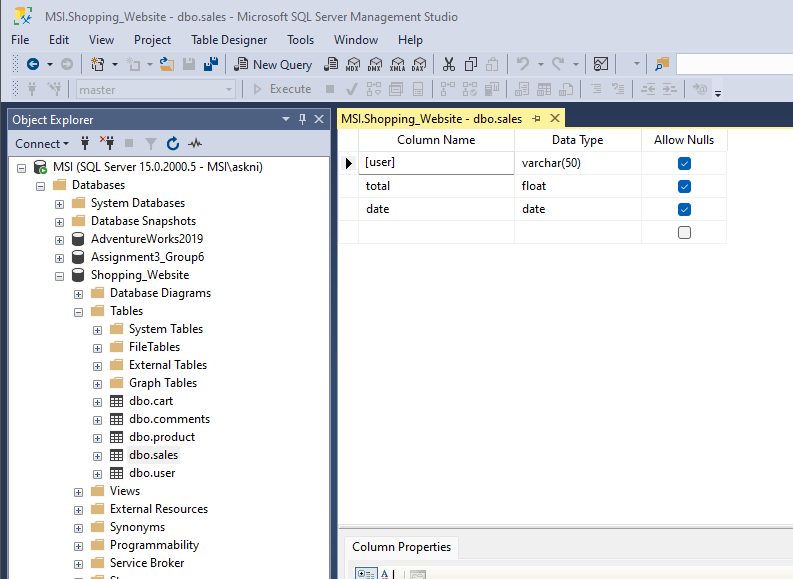 MSI.Shopping_Website - dbo.sales - Microsoft SQL Server Management Studio
File Edit View Project Table Designer Tools Window Help
New Query MDX DMX XMLA DAX
master Execute
Object Explorer
Connect
MSI (SQL Server 15.0.2000.5 - MSI\askni)
Databases
System Databases
Database Snapshots
AdventureWorks2019
Assignment3_Group6
Shopping_Website
Database Diagrams
Tables
System Tables
FileTables
External Tables
Graph Tables
dbo.cart
dbo.comments
dbo.product
dbo.sales
dbo.user
Views
External Resources
Synonyms
Programmability
Service Broker
MSI.Shopping_Website - dbo.sales
Column Name Data Type Allow Nulls
[user] varchar(50)
total float
date date
Column Properties